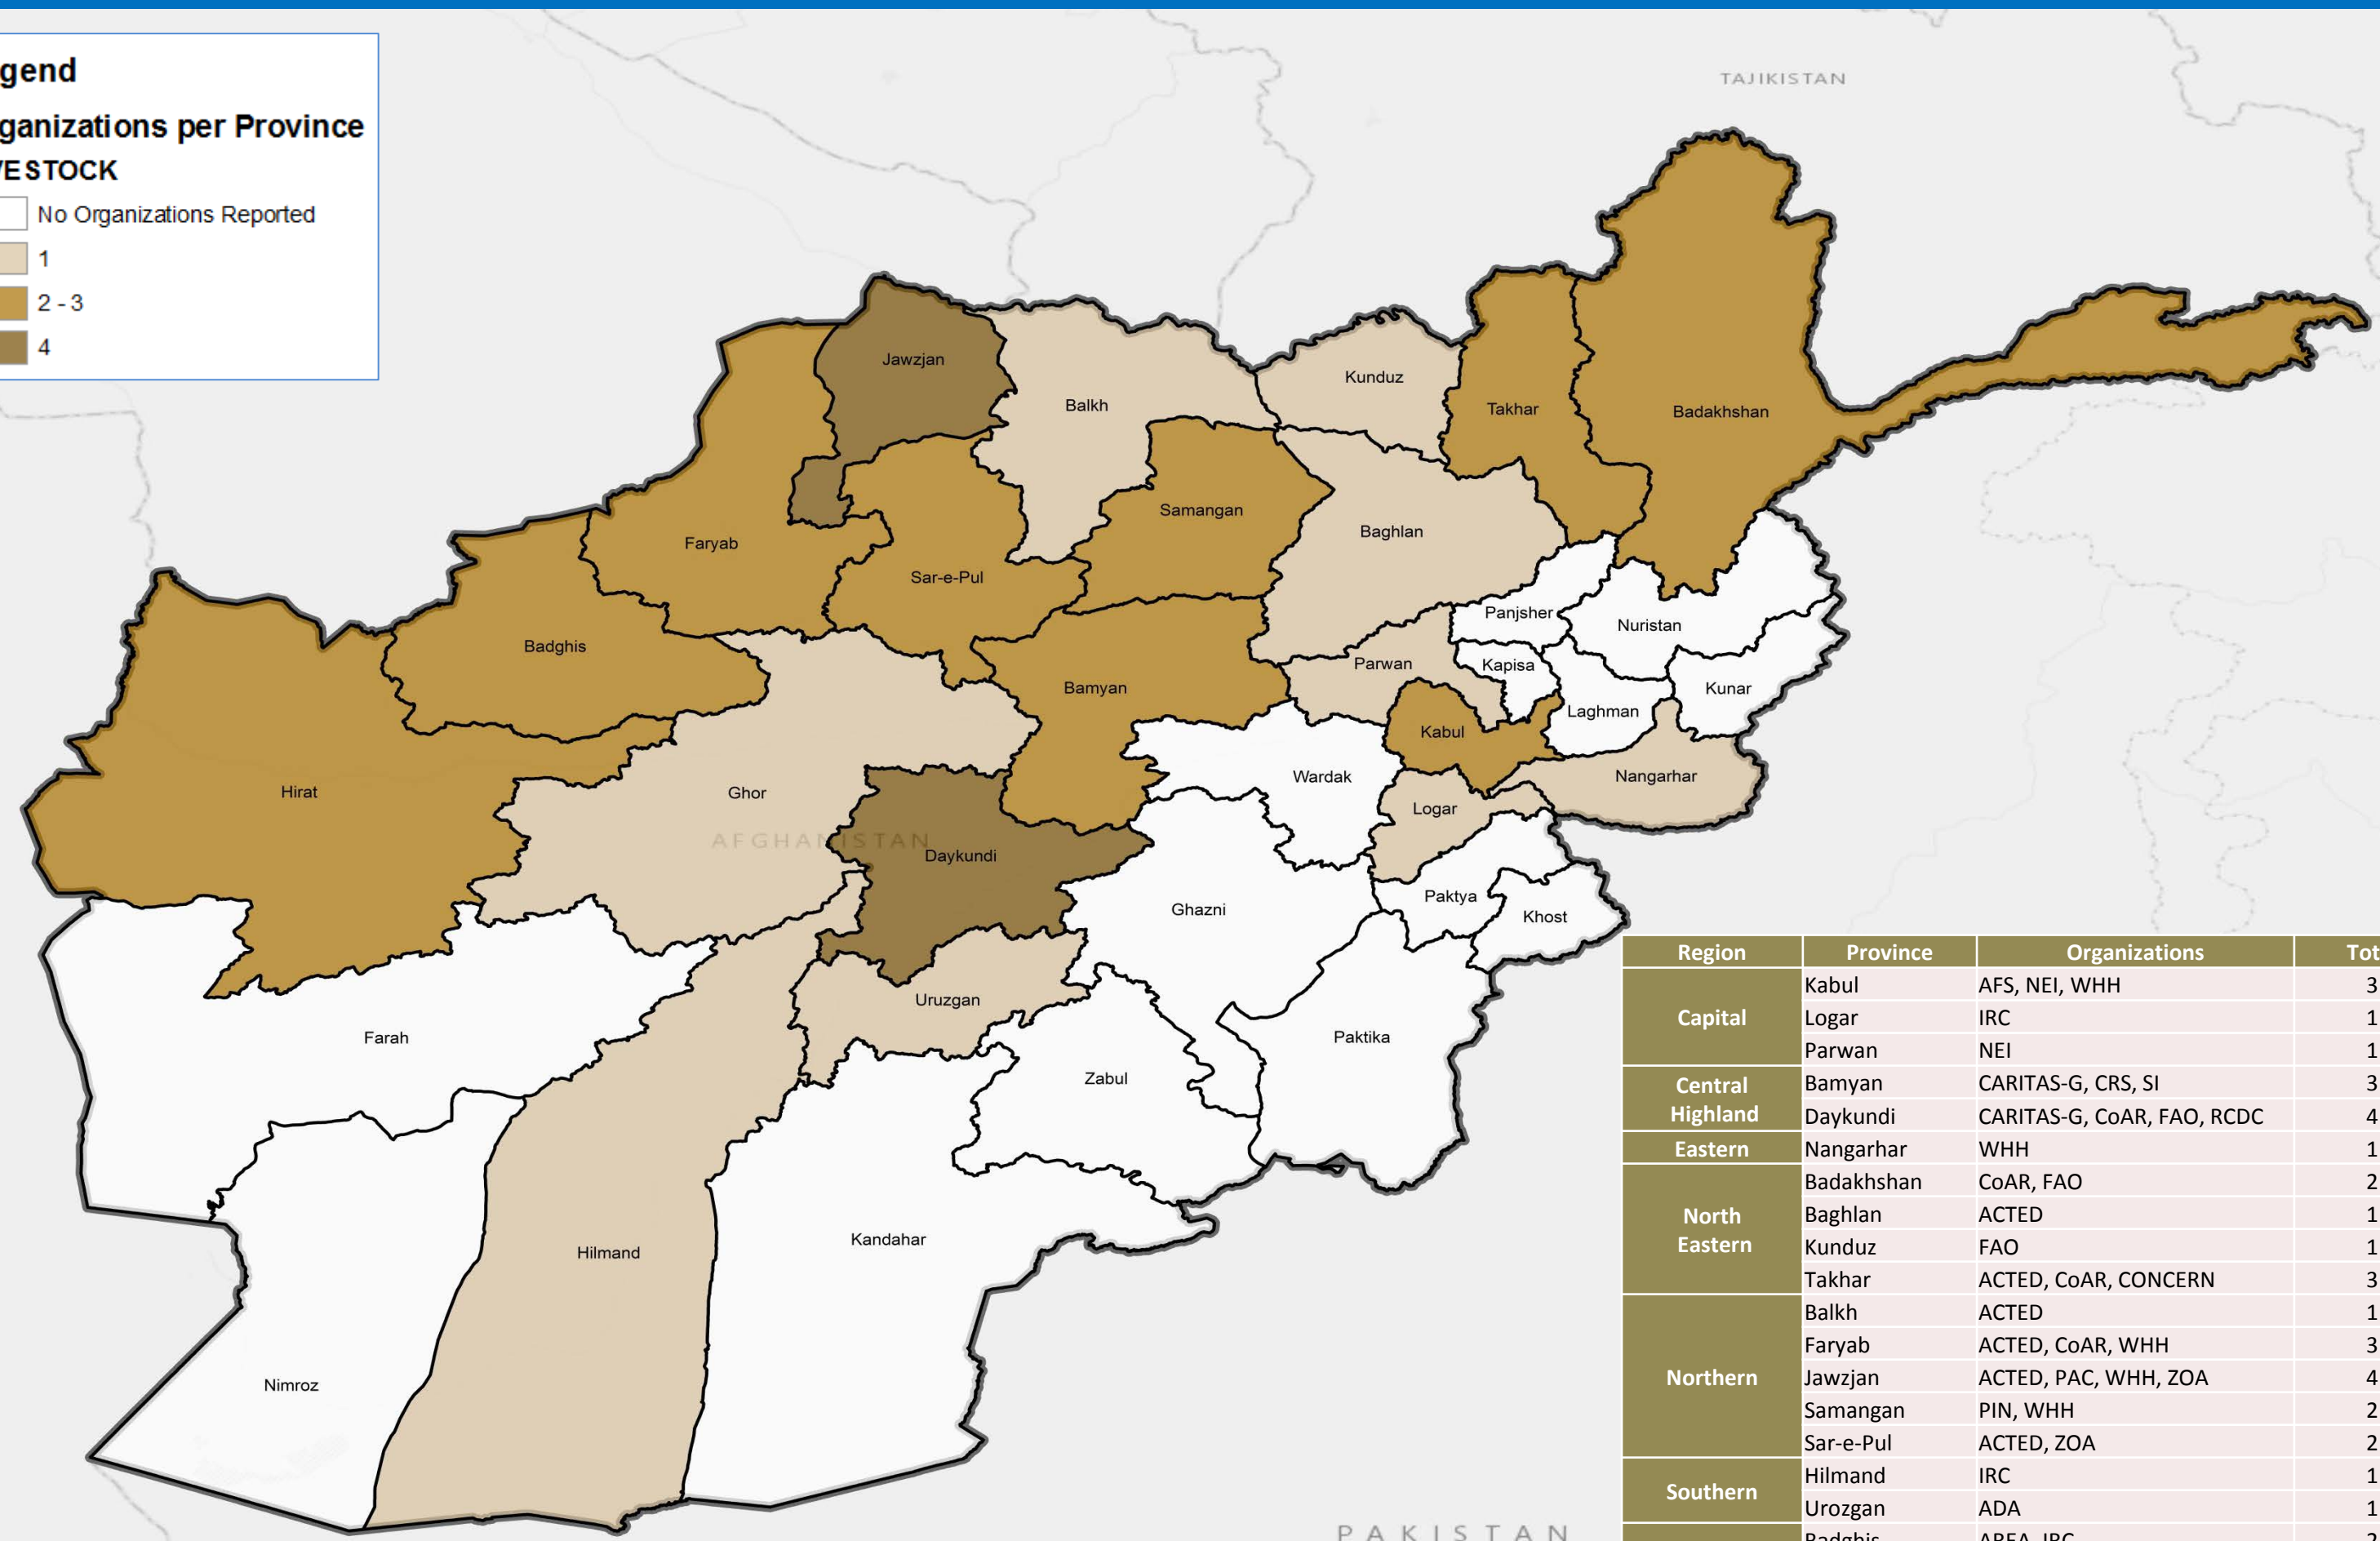 gend
ganizations per Province
VESTOCK
No Organizations Reported
1
2 - 3
4
TAJIKISTAN
Jawzjan
Balkh
Kunduz
Takhar
Badakhshan
Samangan
Baghlan
Faryab
Sar-e-Pul
Badghis
Panjsher
Nuristan
Parwan
Kapisa
Bamyan
Kunar
Laghman
Kabul
Hirat
Ghor
Wardak
Nangarhar
Logar
AFGHANISTAN
Daykundi
Paktya
Ghazni
Khost
Uruzgan
Farah
Paktika
Zabul
Kandahar
Hilmand
Nimroz
PAKISTAN
Region Province Organizations Tot
Capital
Kabul AFS, NEI, WHH 3
Logar IRC 1
Parwan NEI 1
Central
Highland
Bamyan CARITAS-G, CRS, SI 3
Daykundi CARITAS-G, CoAR, FAO, RCDC 4
Eastern Nangarhar WHH 1
North
Eastern
Badakhshan CoAR, FAO 2
Baghlan ACTED 1
Kunduz FAO 1
Takhar ACTED, CoAR, CONCERN 3
Northern
Balkh ACTED 1
Faryab ACTED, CoAR, WHH 3
Jawzjan ACTED, PAC, WHH, ZOA 4
Samangan PIN, WHH 2
Sar-e-Pul ACTED, ZOA 2
Southern
Hilmand IRC 1
Urozgan ADA 1
Badghis AREA, IRC 2